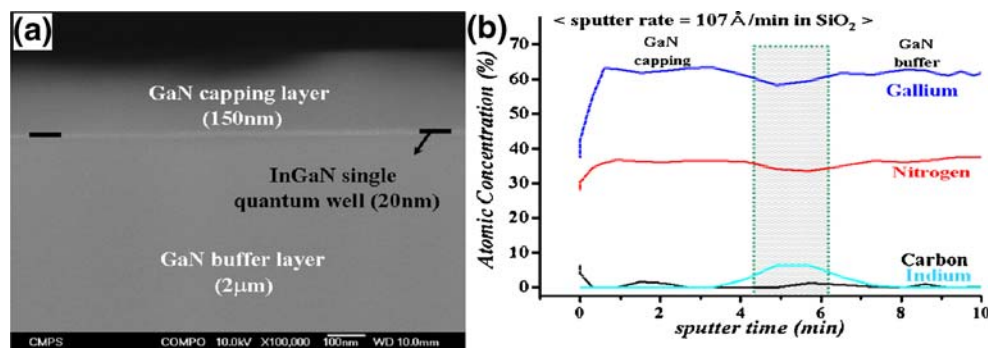 (a)
GaN capping layer
(150nm)
InGaN single
quantum well (20nm)
GaN buffer layer
(2μm)
CMPS COMPO 10.0kV X100,000 100nm WD 10.0mm
(b)
< sputter rate = 107Å/min in SiO₂ >
Atomic Concentration (%)
70
60
50
40
30
20
10
0
GaN
capping
GaN
buffer
Gallium
Nitrogen
Carbon
Indium
0 2 4 6 8 10
sputter time (min)